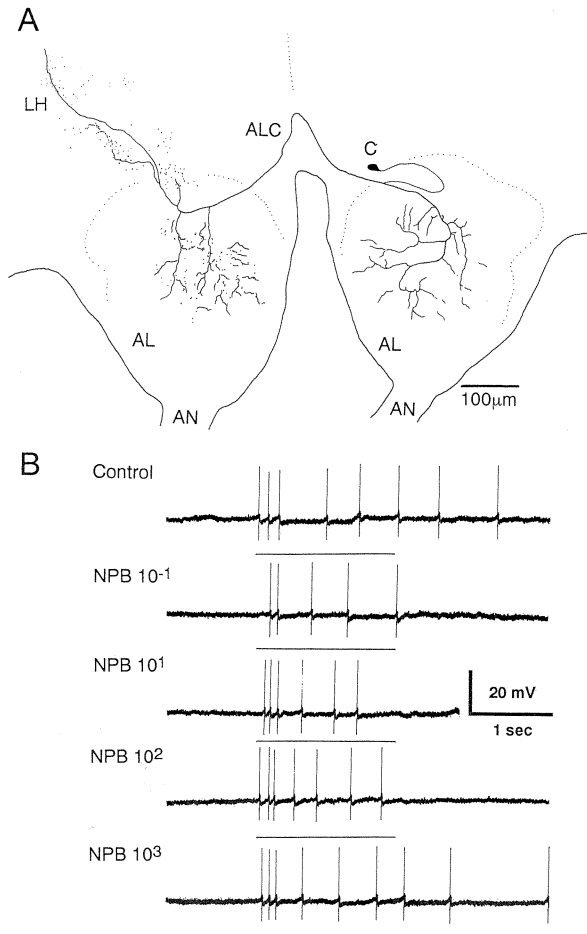 A
LH
ALC
C
AL
AL
AN
AN
100µm
B
Control
NPB 10-1
NPB 101
20 mV
1 sec
NPB 102
NPB 103